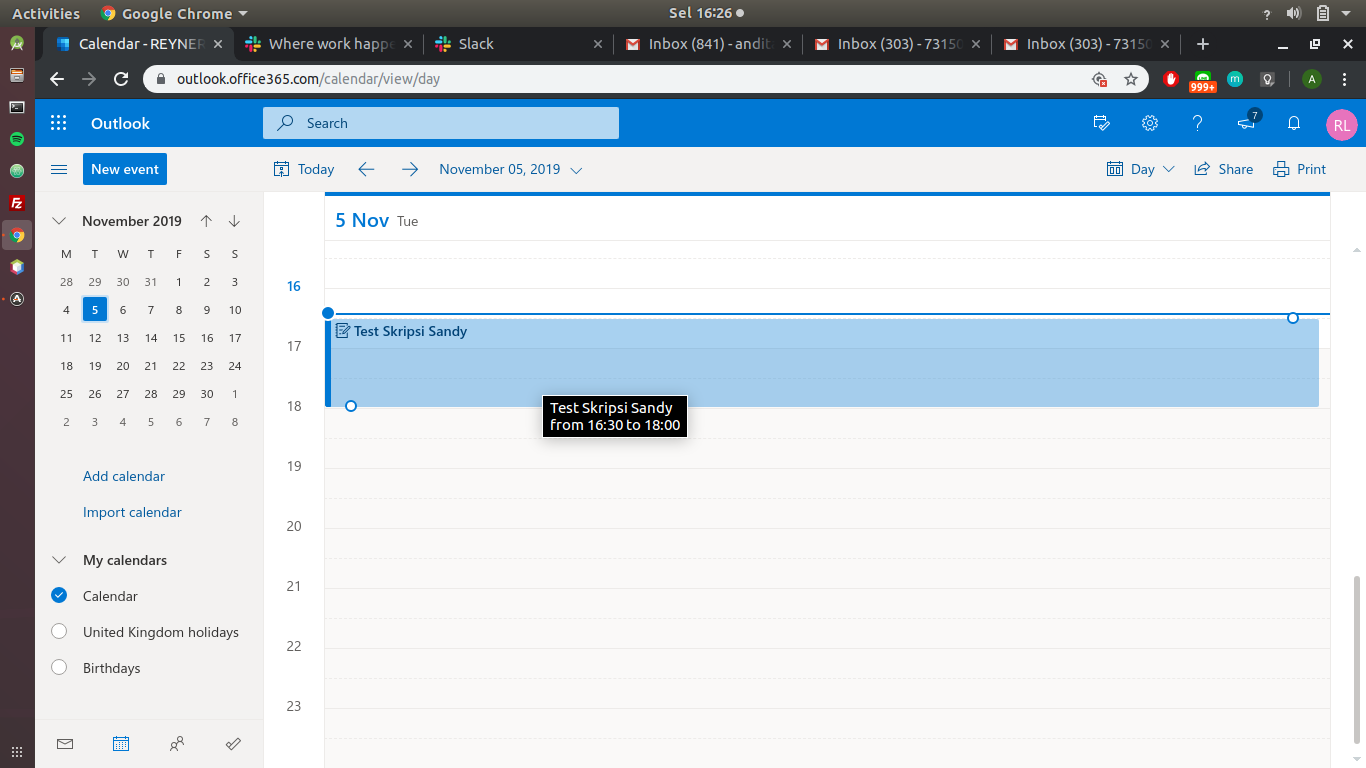 Activities Google Chrome Sel 16:26
Calendar - REYNER Where work happe Slack Inbox (841) - andit Inbox (303) - 7315 Inbox (303) - 7315
outlook.office365.com/calendar/view/day 999+ m A
Outlook Search 7 RL
New event Today November 05, 2019 Day Share Print
November 2019
M T W T F S S
28 29 30 31 1 2 3
4 5 6 7 8 9 10
11 12 13 14 15 16 17
18 19 20 21 22 23 24
25 26 27 28 29 30 1
2 3 4 5 6 7 8
Add calendar
Import calendar
My calendars
Calendar
United Kingdom holidays
Birthdays
5 Nov Tue
16
Test Skripsi Sandy
17
18
Test Skripsi Sandy
from 16:30 to 18:00
19
20
21
22
23